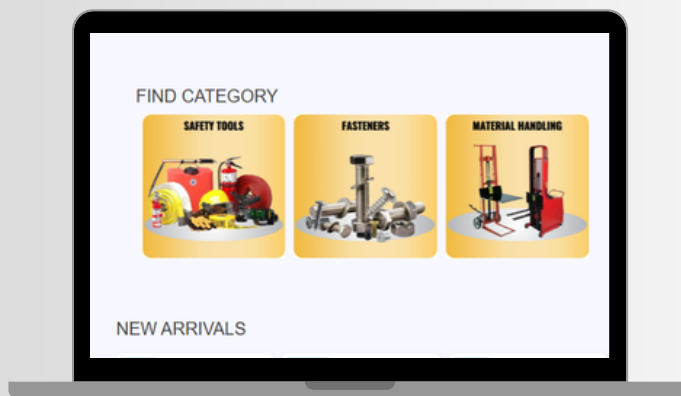 FIND CATEGORY
SAFETY TOOLS
FASTENERS
MATERIAL HANDLING
NEW ARRIVALS